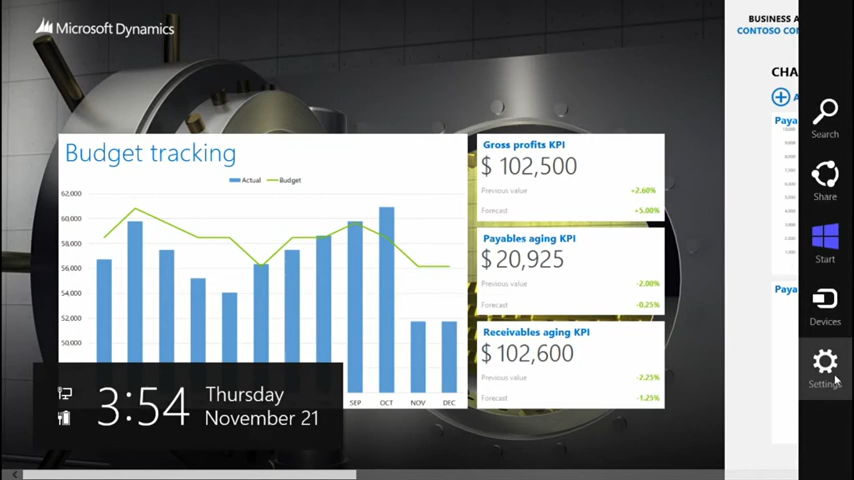 Microsoft Dynamics
BUSINESS A
CONTOSO CON
CHA
Paya
Budget tracking
Actual
Budget
62,000
60,000
58,000
56,000
54,000
52,000
50,000
SEP
OCT
NOV
DEC
Gross profits KPI
$ 102,500
Previous value
+2.60%
Forecast
+5.00%
Payables aging KPI
$ 20,925
Previous value
-2.00%
Forecast
-0.25%
Receivables aging KPI
$ 102,600
Previous value
-2.25%
Forecast
-1.25%
Paya
3:54
Thursday
November 21
Search
Share
Start
Devices
Settings